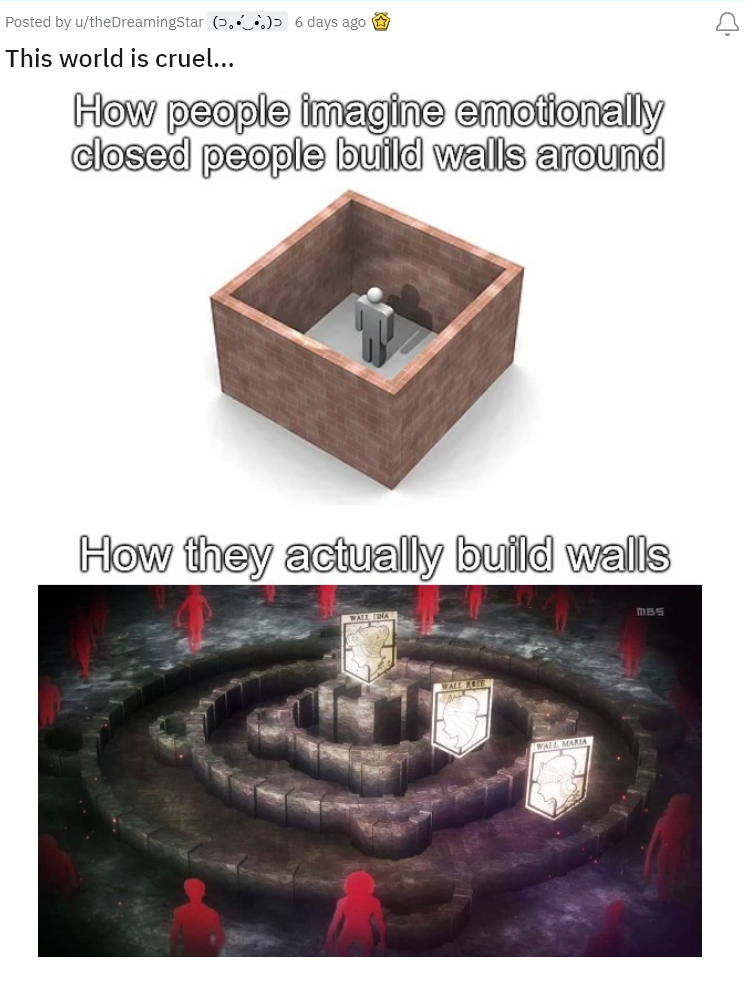 Posted by u/theDreamingStar (⊃｡•́‿•̀｡)⊃ 6 days ago
This world is cruel...
How people imagine emotionally
closed people build walls around
How they actually build walls
MBS
WALL SINA
WALL ROSE
WALL MARIA